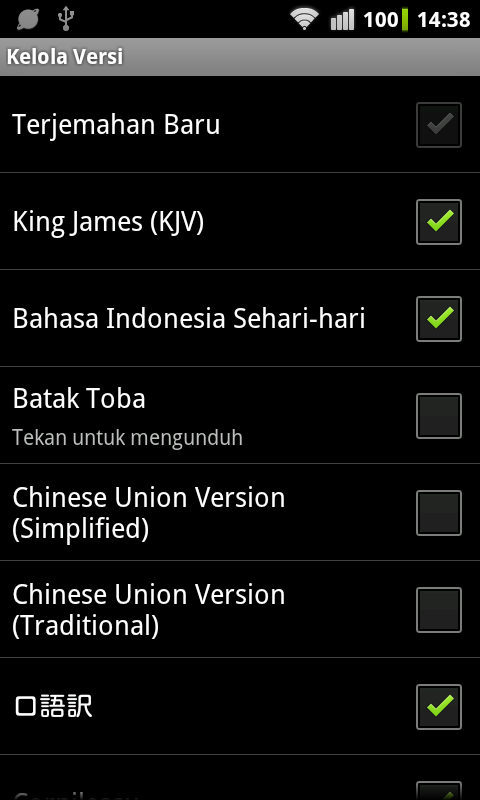 100 14:38
Kelola Versi
Terjemahan Baru
King James (KJV)
Bahasa Indonesia Sehari-hari
Batak Toba
Tekan untuk mengunduh
Chinese Union Version
(Simplified)
Chinese Union Version
(Traditional)
口語訳